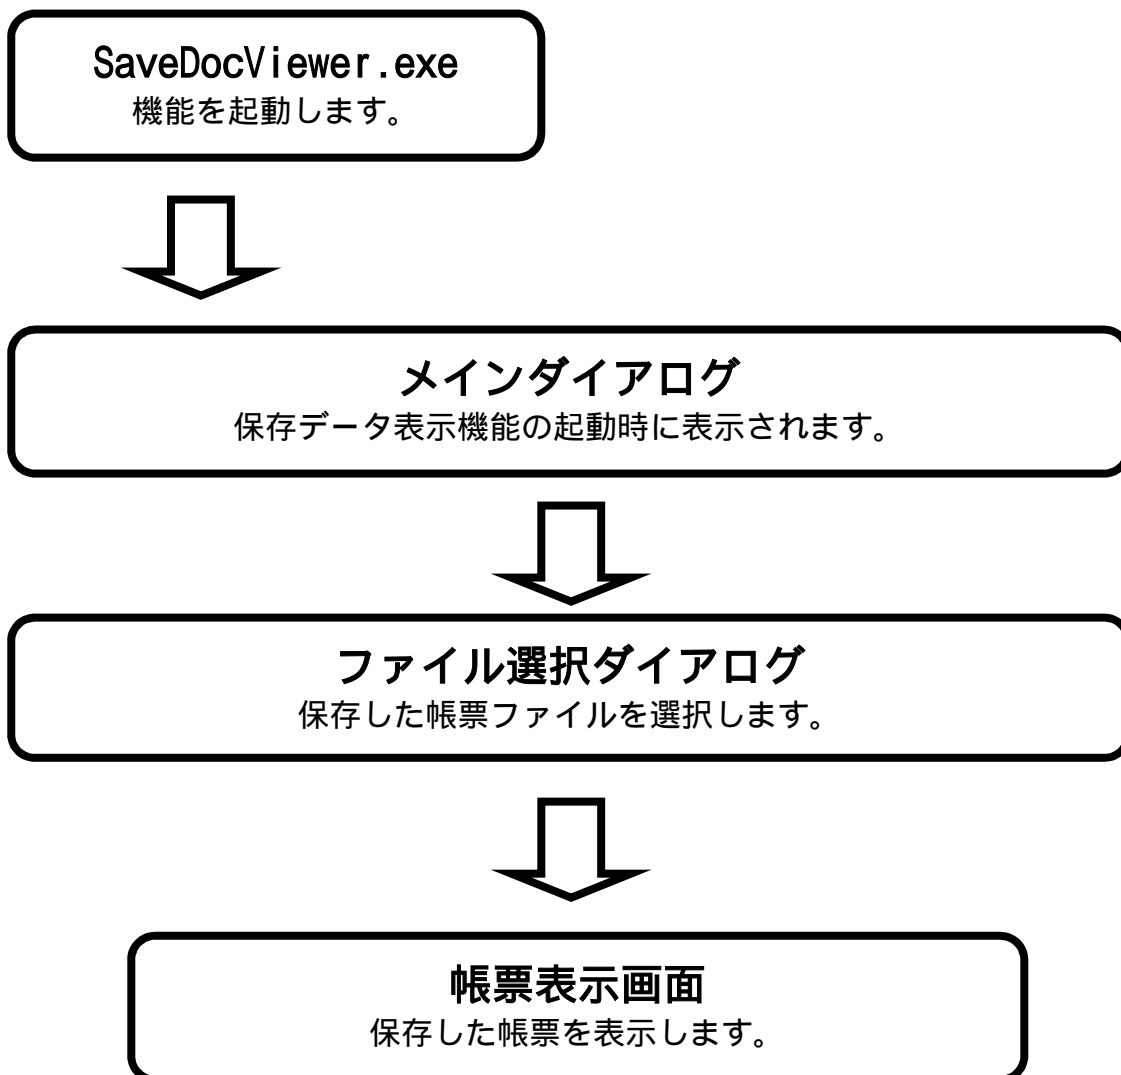 SaveDocViewer.exe
機能を起動します。
メインダイアログ
保存データ表示機能の起動時に表示されます。
ファイル選択ダイアログ
保存した帳票ファイルを選択します。
帳票表示画面
保存した帳票を表示します。